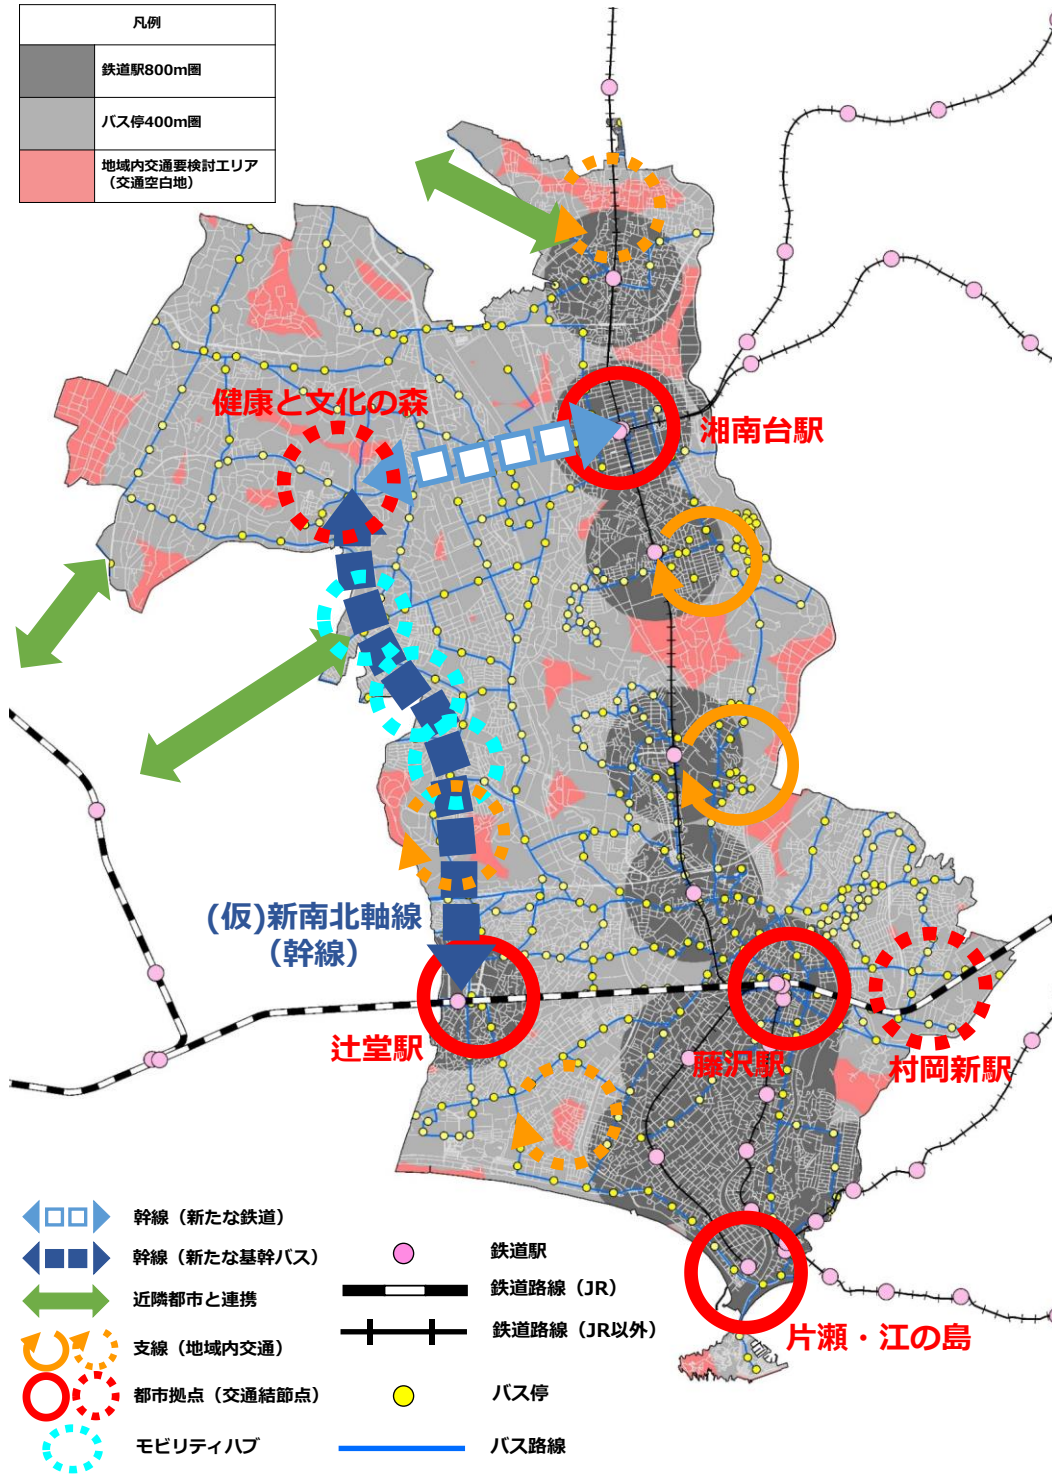 凡例
鉄道駅800m圏
バス停400m圏
地域内交通要検討エリア
（交通空白地）
健康と文化の森
湘南台駅
(仮)新南北軸線
（幹線）
辻堂駅
藤沢駅
村岡新駅
片瀬・江の島
幹線（新たな鉄道）
幹線（新たな基幹バス）
近隣都市と連携
支線（地域内交通）
都市拠点（交通結節点）
モビリティハブ
鉄道駅
鉄道路線（JR）
鉄道路線（JR以外）
バス停
バス路線